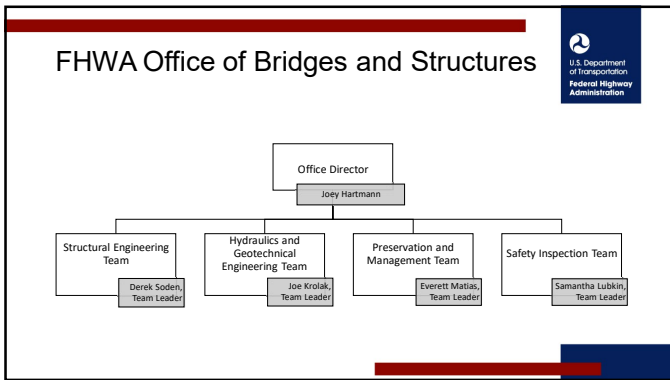 FHWA Office of Bridges and Structures
U.S. Department
of Transportation
Federal Highway
Administration
Office Director
Joey Hartmann
Structural Engineering
Team
Derek Soden,
Team Leader
Hydraulics and
Geotechnical
Engineering Team
Joe Krolak,
Team Leader
Preservation and
Management Team
Everett Matias,
Team Leader
Safety Inspection Team
Samantha Lubkin,
Team Leader